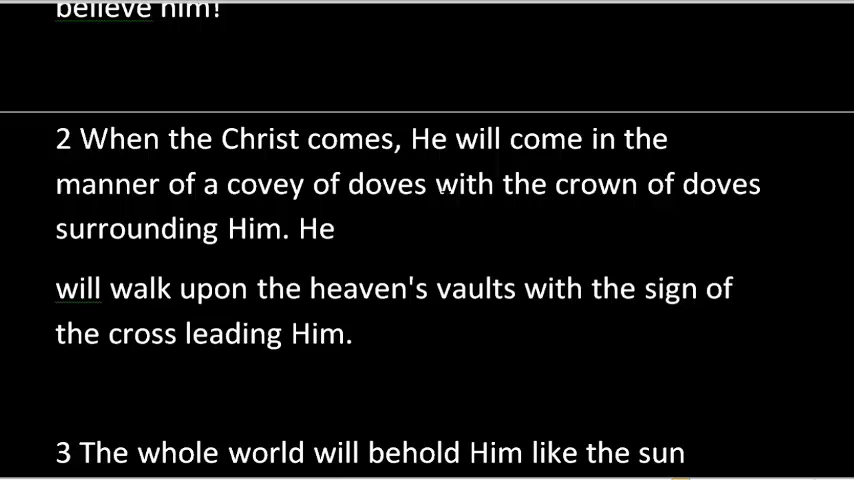 believe him!
2 When the Christ comes, He will come in the
manner of a covey of doves with the crown of doves
surrounding Him. He
will walk upon the heaven's vaults with the sign of
the cross leading Him.
3 The whole world will behold Him like the sun